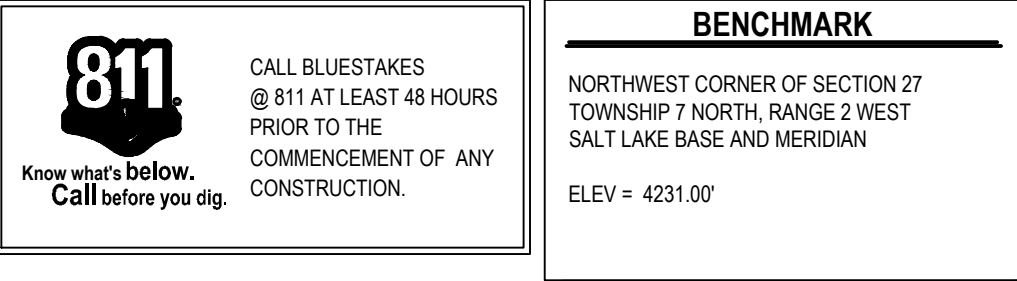 811
Know what's below.
Call before you dig.
CALL BLUESTAKES
@ 811 AT LEAST 48 HOURS
PRIOR TO THE
COMMENCEMENT OF ANY
CONSTRUCTION.
BENCHMARK
NORTHWEST CORNER OF SECTION 27
TOWNSHIP 7 NORTH, RANGE 2 WEST
SALT LAKE BASE AND MERIDIAN
ELEV = 4231.00'